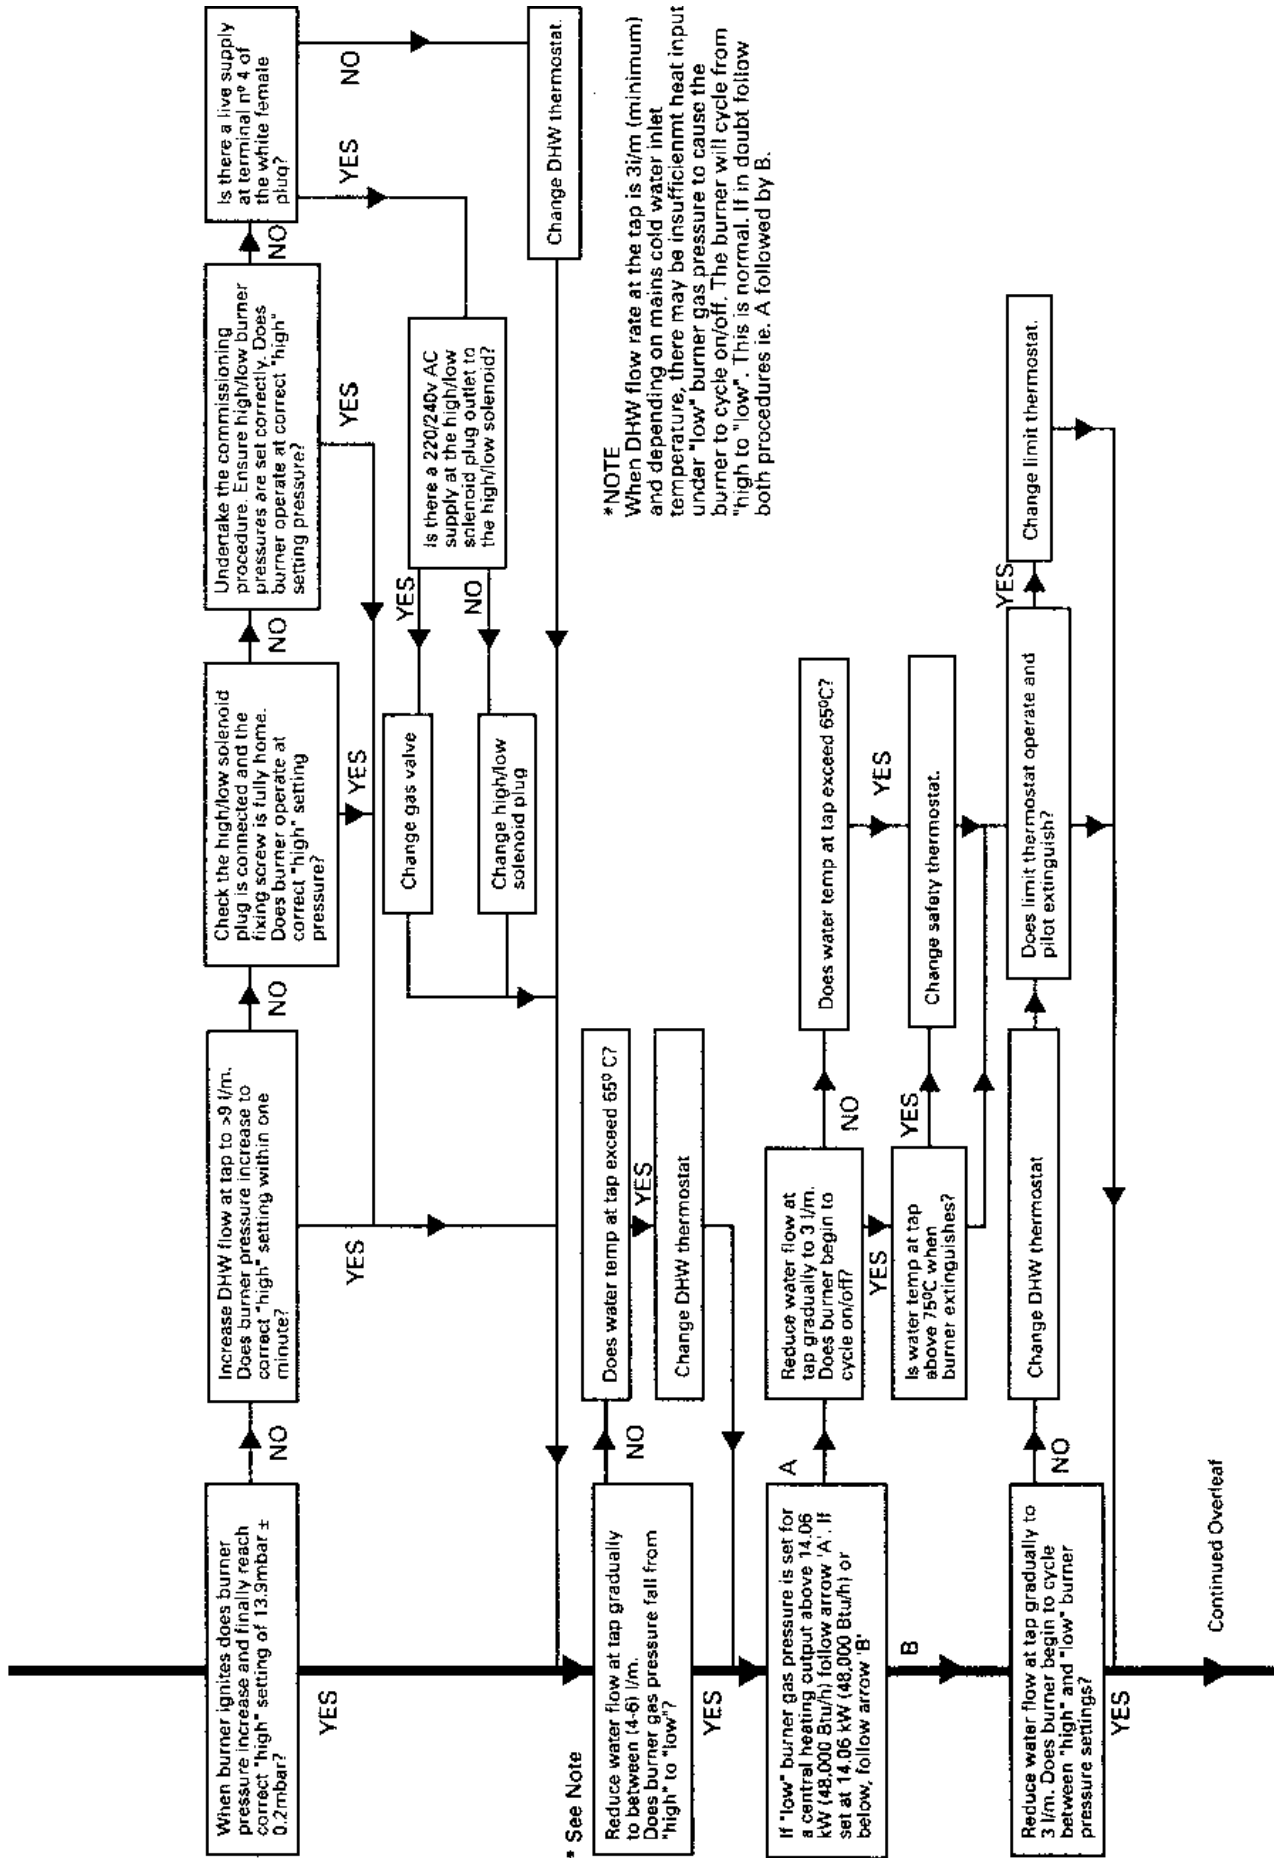 When burner ignites does burner
pressure increase and finally reach
correct "high" setting of 13.9mbar ±
0.2mbar?
NO
YES
Increase DHW flow at tap to >9 l/m.
Does burner pressure increase to
correct "high" setting within one
minute?
NO
YES
Check the high/low solenoid
plug is connected and the
fixing screw is fully home.
Does burner operate at
correct "high" setting
pressure?
NO
YES
Undertake the commissioning
procedure. Ensure high/low burner
pressures are set correctly. Does
burner operate at correct "high"
setting pressure?
NO
YES
Is there a live supply
at terminal nº 4 of
the white female
plug?
YES
NO
Is there a 220/240v AC
supply at the high/low
solenoid plug outlet to
the high/low solenoid?
YES
NO
Change gas valve
Change high/low
solenoid plug
Change DHW thermostat.
* See Note
Reduce water flow at tap gradually
to between (4-6) l/m.
Does burner gas pressure fall from
"high" to "low"?
NO
YES
Does water temp at tap exceed 65º C?
YES
Change DHW thermostat
*NOTE
When DHW flow rate at the tap is 3i/m (minimum)
and depending on mains cold water inlet
temperature, there may be insufficienmt heat input
under "low" burner gas pressure to cause the
burner to cycle on/off. The burner will cycle from
"high to "low". This is normal. If in doubt follow
both procedures ie. A followed by B.
If "low" burner gas pressure is set for
a central heating output above 14.06
kW (48,000 Btu/h) follow arrow 'A'. If
set at 14.06 kW (48,000 Btu/h) or
below, follow arrow 'B'
A
B
Reduce water flow at
tap gradually to 3 l/m.
Does burner begin to
cycle on/off?
NO
YES
Does water temp at tap exceed 65ºC?
YES
Is water temp at tap
above 75ºC when
burner extinguishes?
YES
Change safety thermostat.
Reduce water flow at tap gradually to
3 l/m. Does burner begin to cycle
between "high" and "low" burner
pressure settings?
NO
YES
Change DHW thermostat
Does limit thermostat operate and
pilot extinguish?
YES
Change limit thermostat.
Continued Overleaf